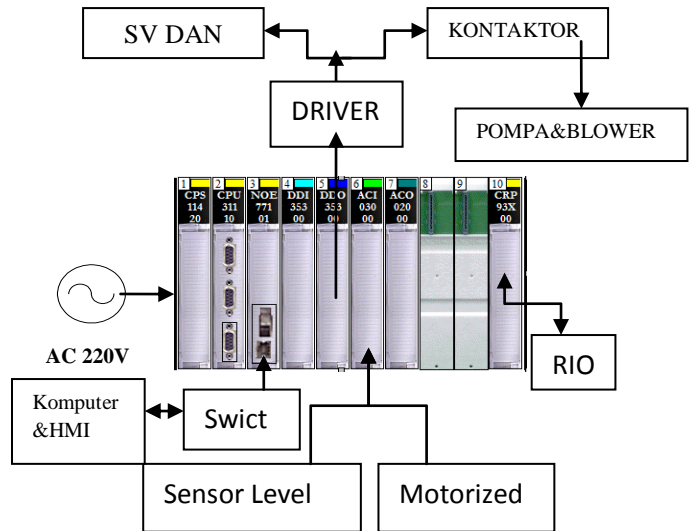 SV DAN
KONTAKTOR
DRIVER
POMPA&BLOWER
1 2 3 4 5 6 7 8 9 10
CPS CPU NOE DDI DDO ACI ACO CRP
114 311 771 353 353 030 020 93X
20 10 01 00 00 00 00 00
AC 220V
RIO
Komputer
&HMI
Swict
Sensor Level
Motorized